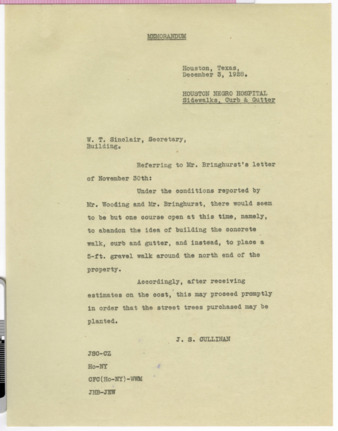 MEMORANDUM
Houston, Texas,
December 3, 1926.
HOUSTON NEGRO HOSPITAL
Sidewalks, Curb & Gutter
W. T. Sinclair, Secretary,
Building.
Referring to Mr. Bringhurst's letter
of November 30th:
Under the conditions reported by
Mr. Wooding and Mr. Bringhurst, there would seem
to be but one course open at this time, namely,
to abandon the idea of building the concrete
walk, curb and gutter, and instead, to place a
5-ft. graval walk around the north end of the
property.
Accordingly, after receiving
estimates on the cost, this may proceed promptly
in order that the street trees purchased may be
planted.
J. S. CULLINAN
JSC-CZ
Ho-NY
CFC(Ho-NY)-WWM
JHB-JEW